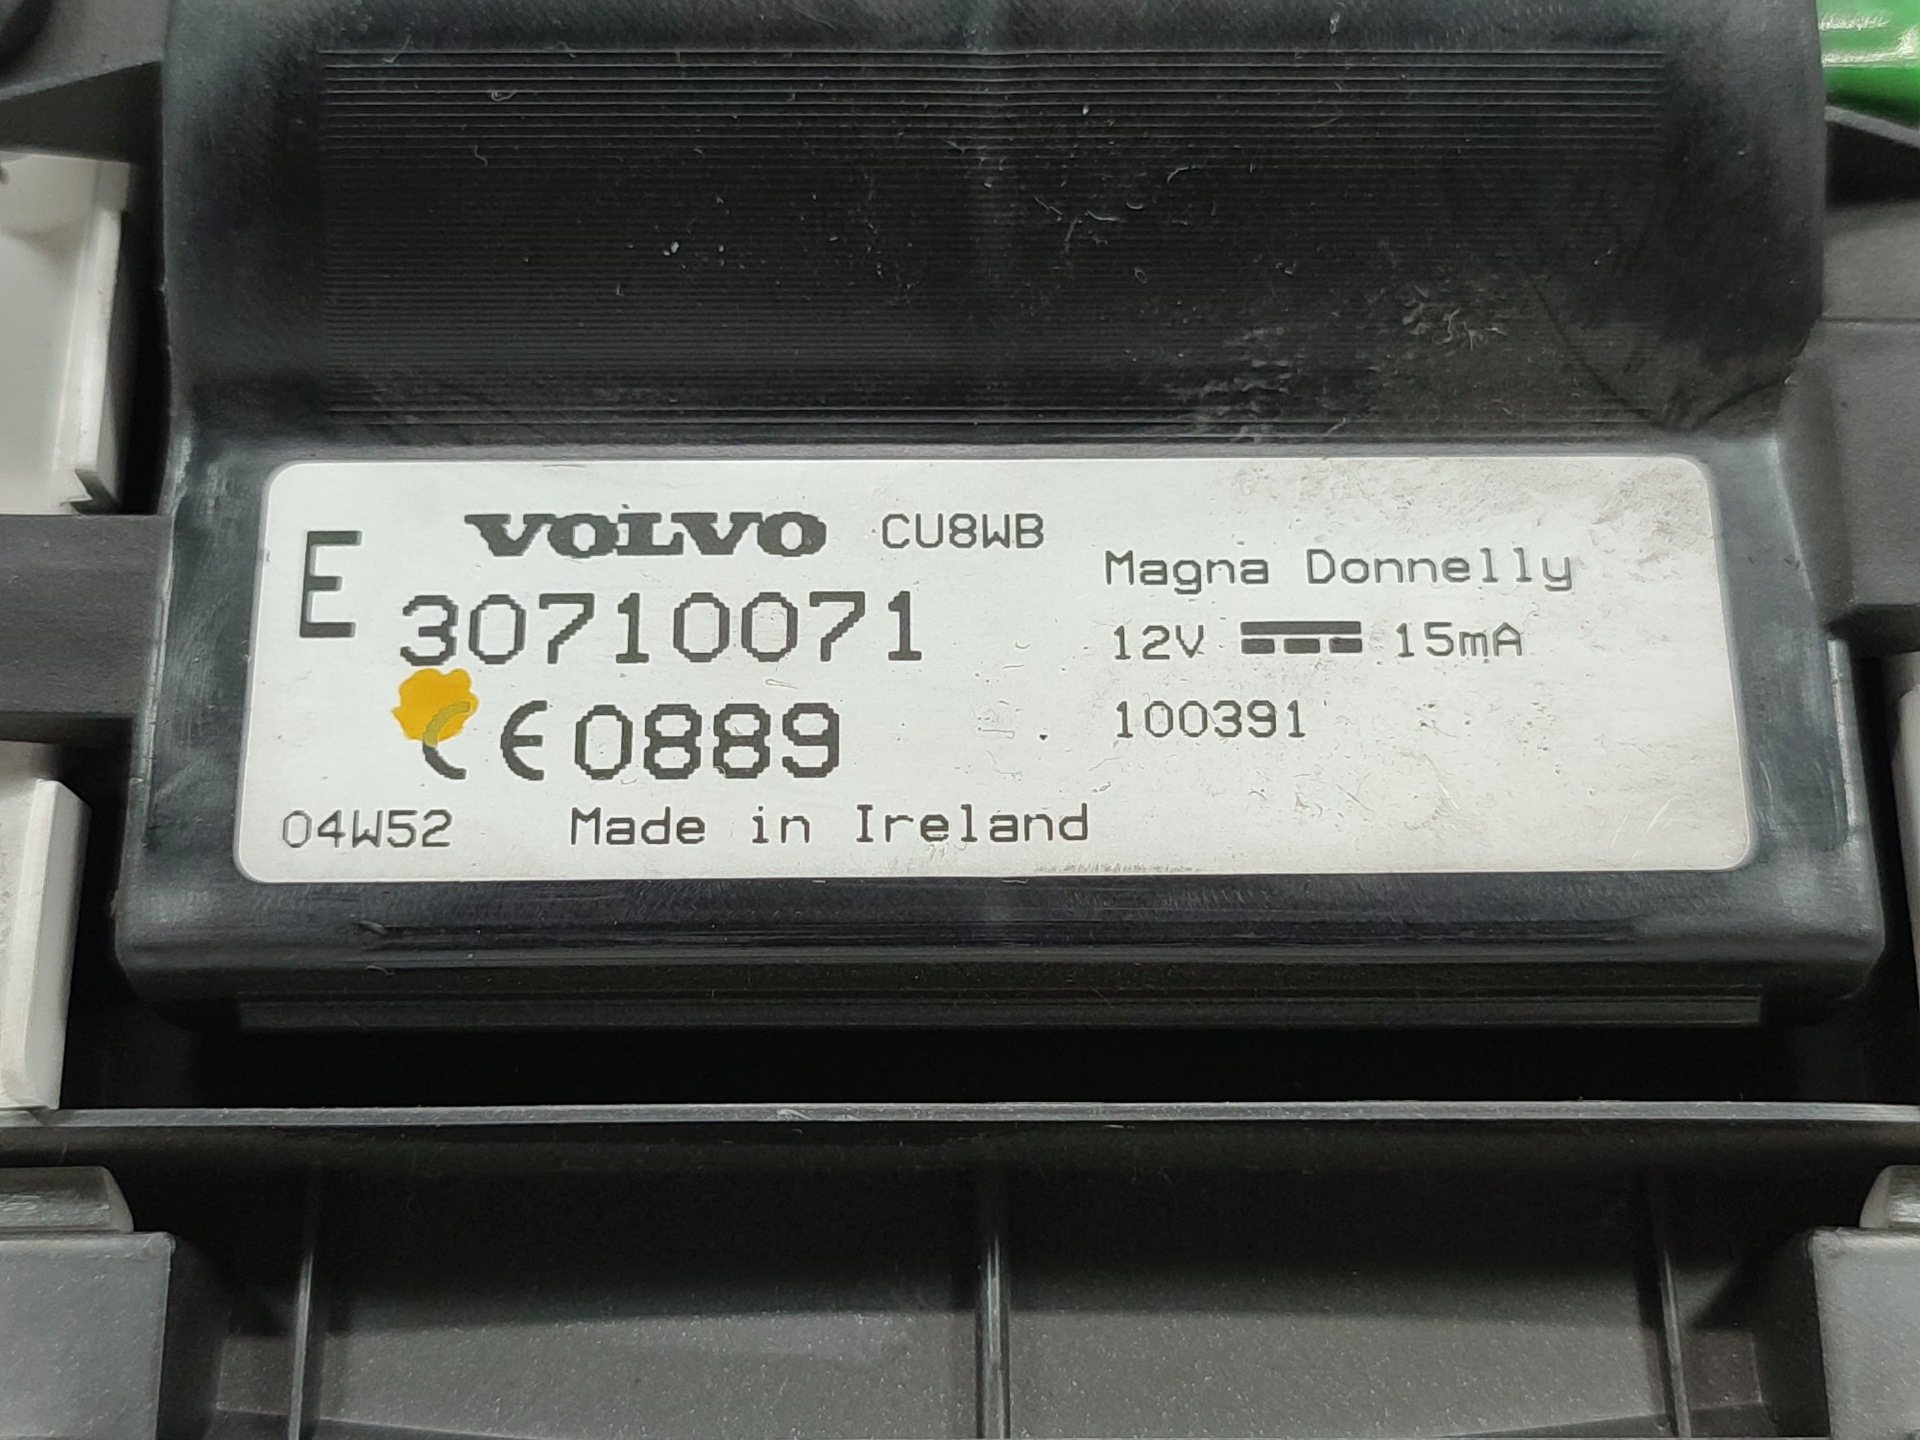 E VOLVO CU8WB
30710071
CE 0889
04W52 Made in Ireland
Magna Donnelly
12V 15mA
100391